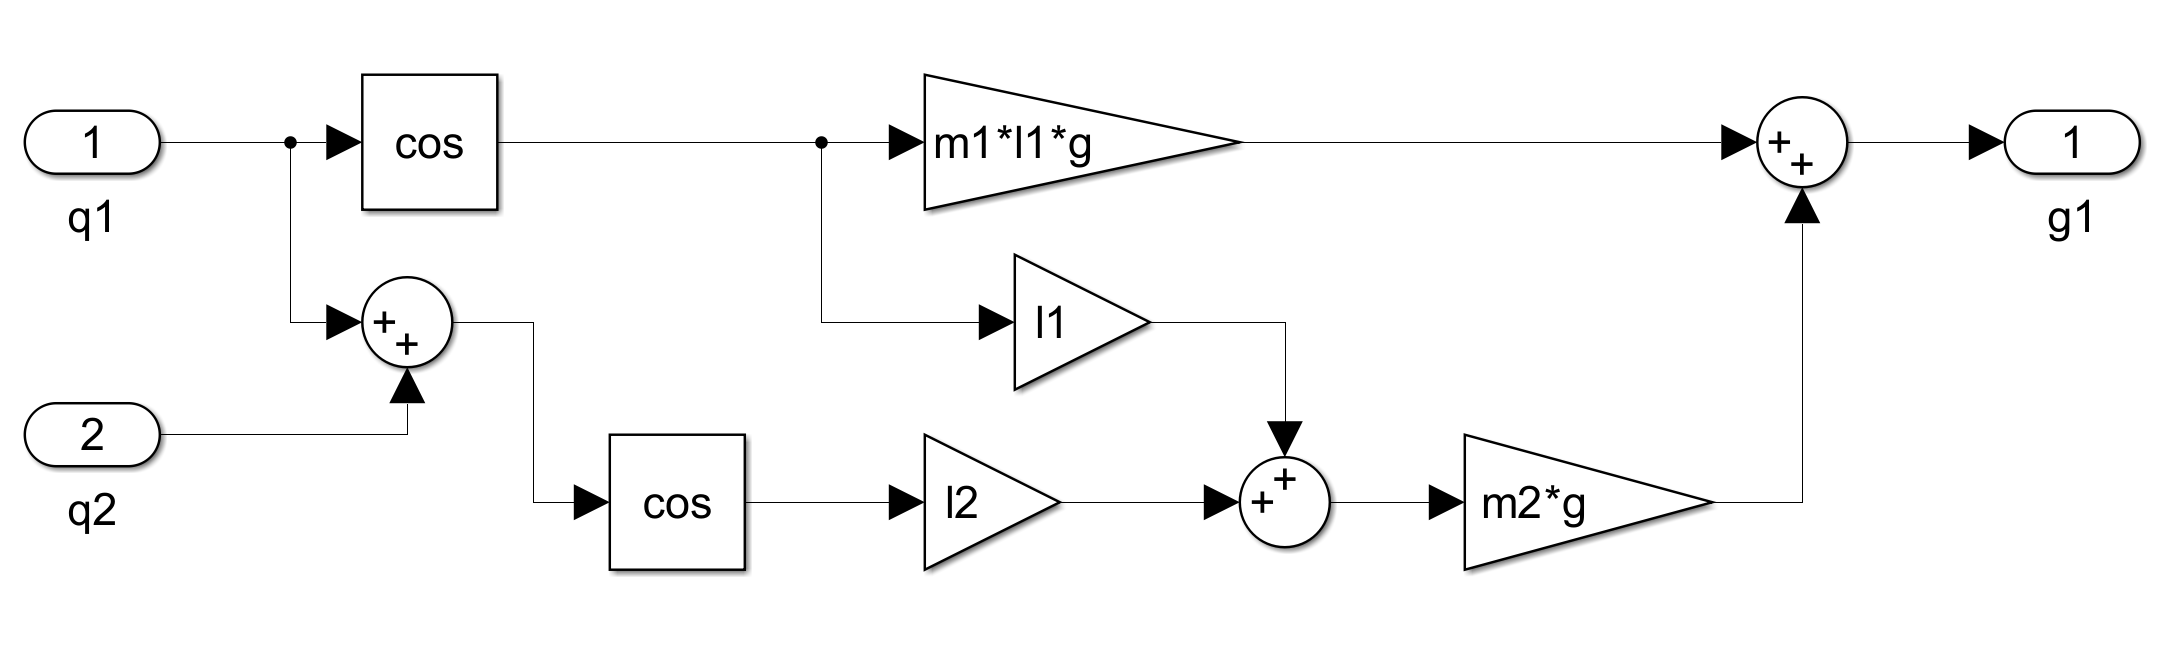 1
q1
cos
m1*l1*g
+
+
1
g1
+
+
l1
2
q2
cos
l2
+
+
m2*g